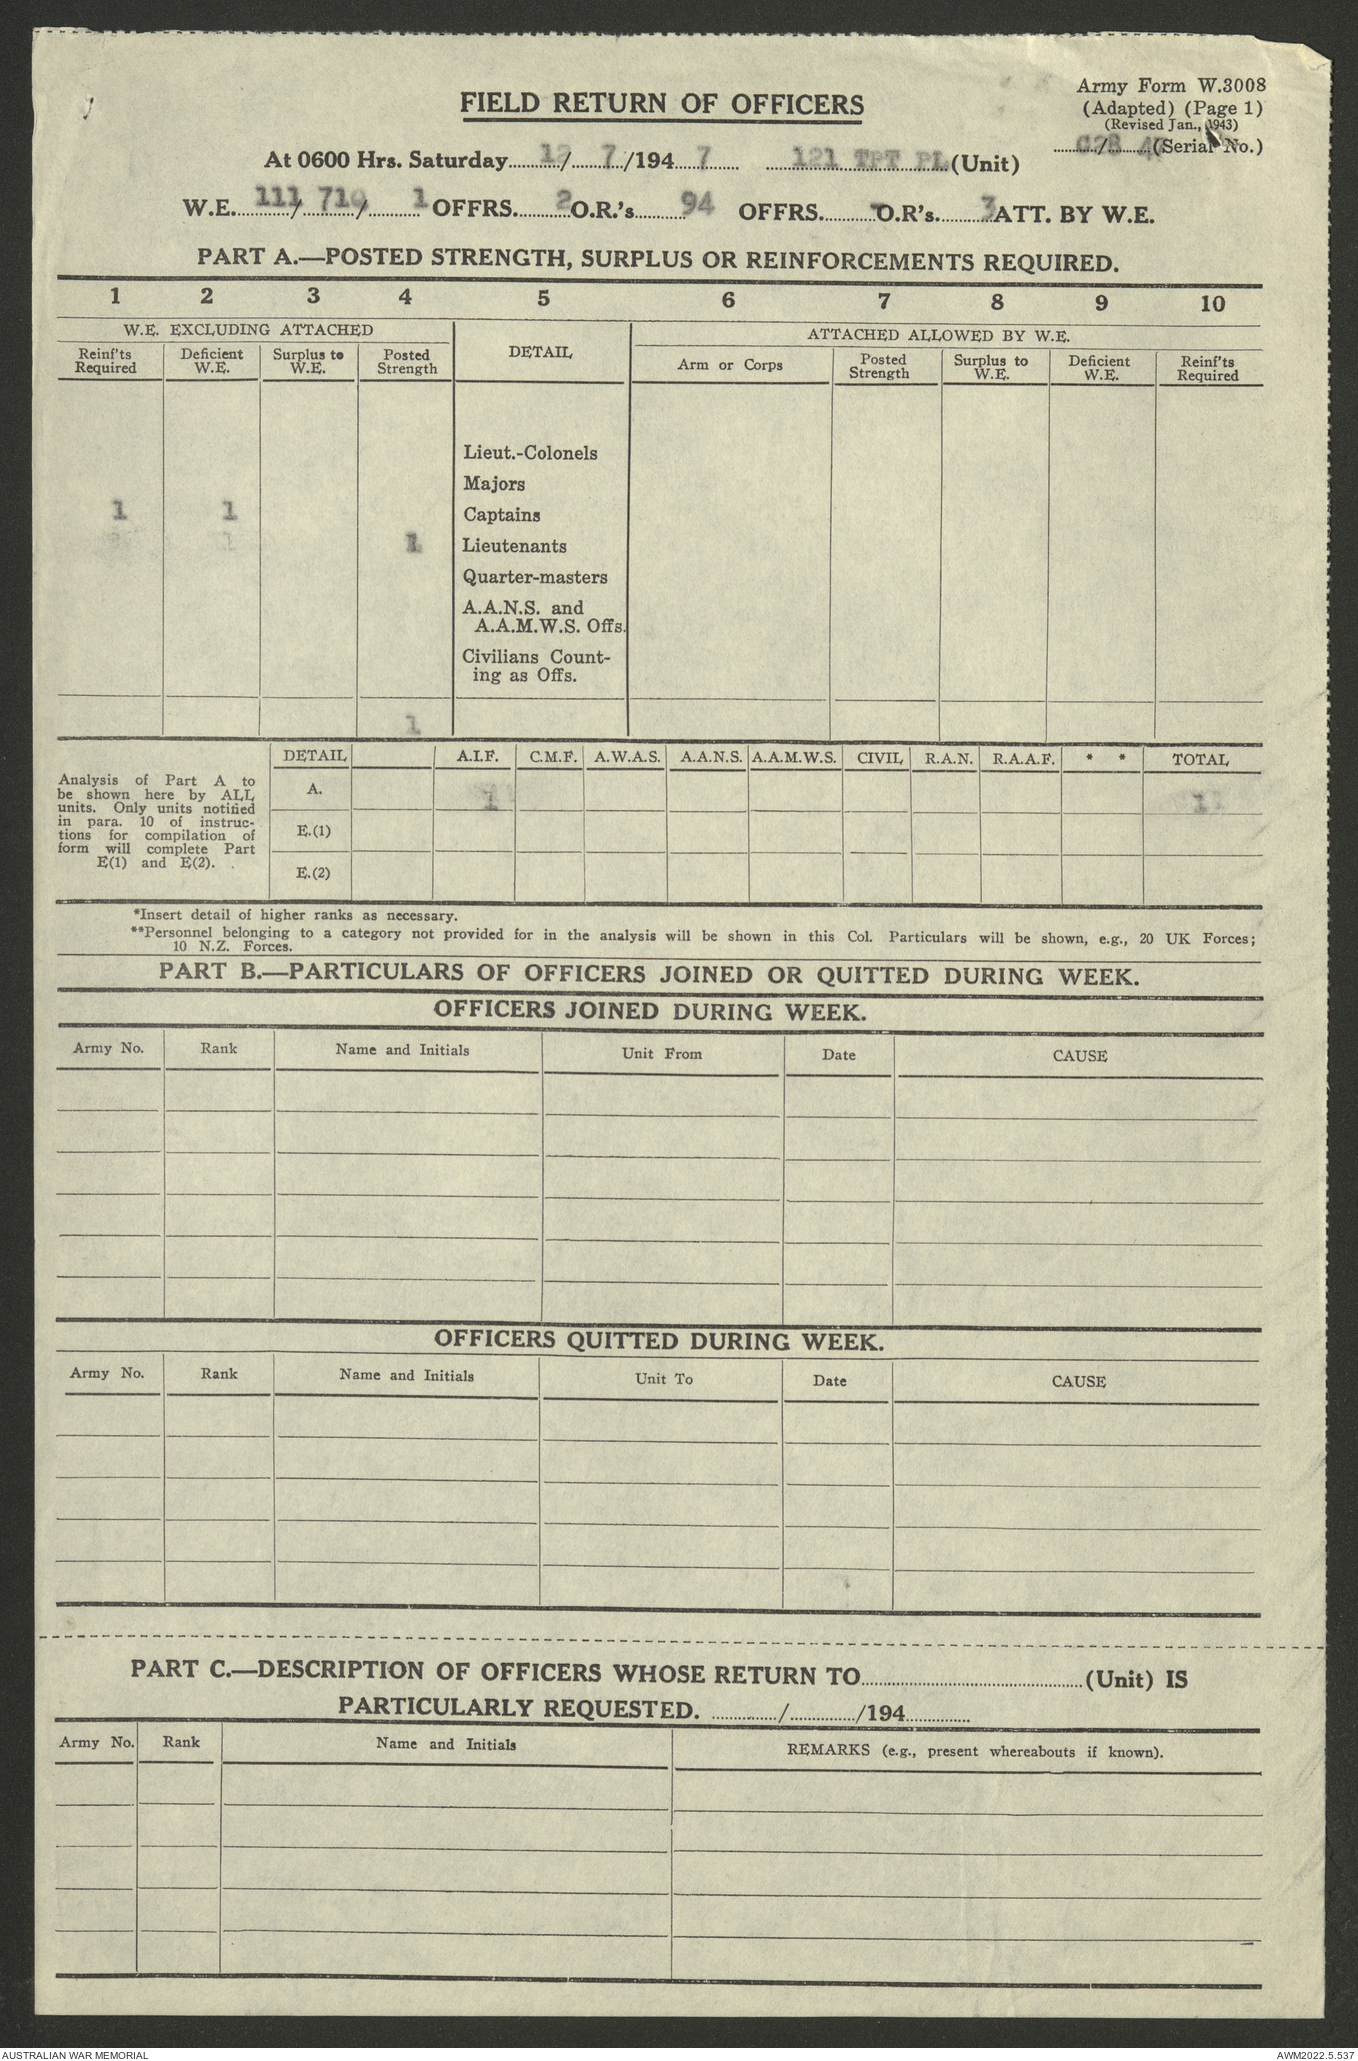 Army Form W.3008
(Adapted) (Page 1)
(Revised Jan., 1943)
FIELD RETURN OF OFFICERS
At 0600 Hrs. Saturday 12/ 7/194 7 121 TPT PL (Unit) (Serial No.)
W.E. 111/ 710/ 1 OFFRS. 2 O.R.'s 94 OFFRS. - O.R's. 3 ATT. BY W.E.
PART A.—POSTED STRENGTH, SURPLUS OR REINFORCEMENTS REQUIRED.
1 2 3 4 5 6 7 8 9 10
W.E. EXCLUDING ATTACHED DETAIL ATTACHED ALLOWED BY W.E.
Reinf'ts Required Deficient W.E. Surplus to W.E. Posted Strength Arm or Corps Posted Strength Surplus to W.E. Deficient W.E. Reinf'ts Required
Lieut.-Colonels
Majors
1 1 Captains
1 1 Lieutenants
Quarter-masters
A.A.N.S. and
A.A.M.W.S. Offs.
Civilians Count-
ing as Offs.
1
DETAIL A.I.F. C.M.F. A.W.A.S. A.A.N.S. A.A.M.W.S. CIVIL R.A.N. R.A.A.F. * * TOTAL
Analysis of Part A to
be shown here by ALL
units. Only units notified
in para. 10 of instruc-
tions for compilation of
form will complete Part
E(1) and E(2).
A. 1 1
E.(1)
E.(2)
*Insert detail of higher ranks as necessary.
**Personnel belonging to a category not provided for in the analysis will be shown in this Col. Particulars will be shown, e.g., 20 UK Forces;
10 N.Z. Forces.
PART B.—PARTICULARS OF OFFICERS JOINED OR QUITTED DURING WEEK.
OFFICERS JOINED DURING WEEK.
Army No. Rank Name and Initials Unit From Date CAUSE
OFFICERS QUITTED DURING WEEK.
Army No. Rank Name and Initials Unit To Date CAUSE
PART C.—DESCRIPTION OF OFFICERS WHOSE RETURN TO (Unit) IS
PARTICULARLY REQUESTED. / /194
Army No. Rank Name and Initials REMARKS (e.g., present whereabouts if known).
AUSTRALIAN WAR MEMORIAL AWM2022.5.537